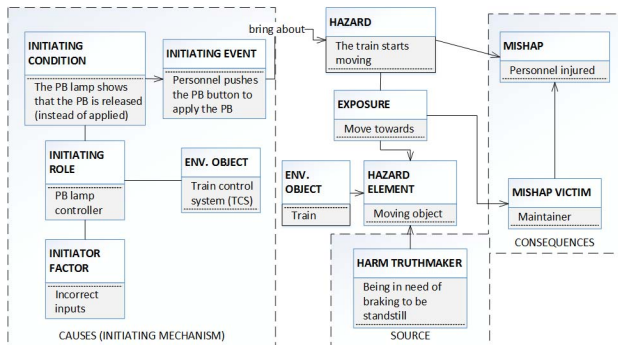 INITIATING
CONDITION
The PB lamp shows
that the PB is released
(instead of applied)
INITIATING EVENT
Personnel pushes
the PB button to
apply the PB
bring about
HAZARD
The train starts
moving
MISHAP
Personnel injured
EXPOSURE
Move towards
INITIATING
ROLE
PB lamp
controller
ENV. OBJECT
Train control
system (TCS)
ENV.
OBJECT
Train
HAZARD
ELEMENT
Moving object
MISHAP VICTIM
Maintainer
CONSEQUENCES
INITIATOR
FACTOR
Incorrect
inputs
HARM TRUTHMAKER
Being in need of
braking to be
standstill
CAUSES (INITIATING MECHANISM)
SOURCE